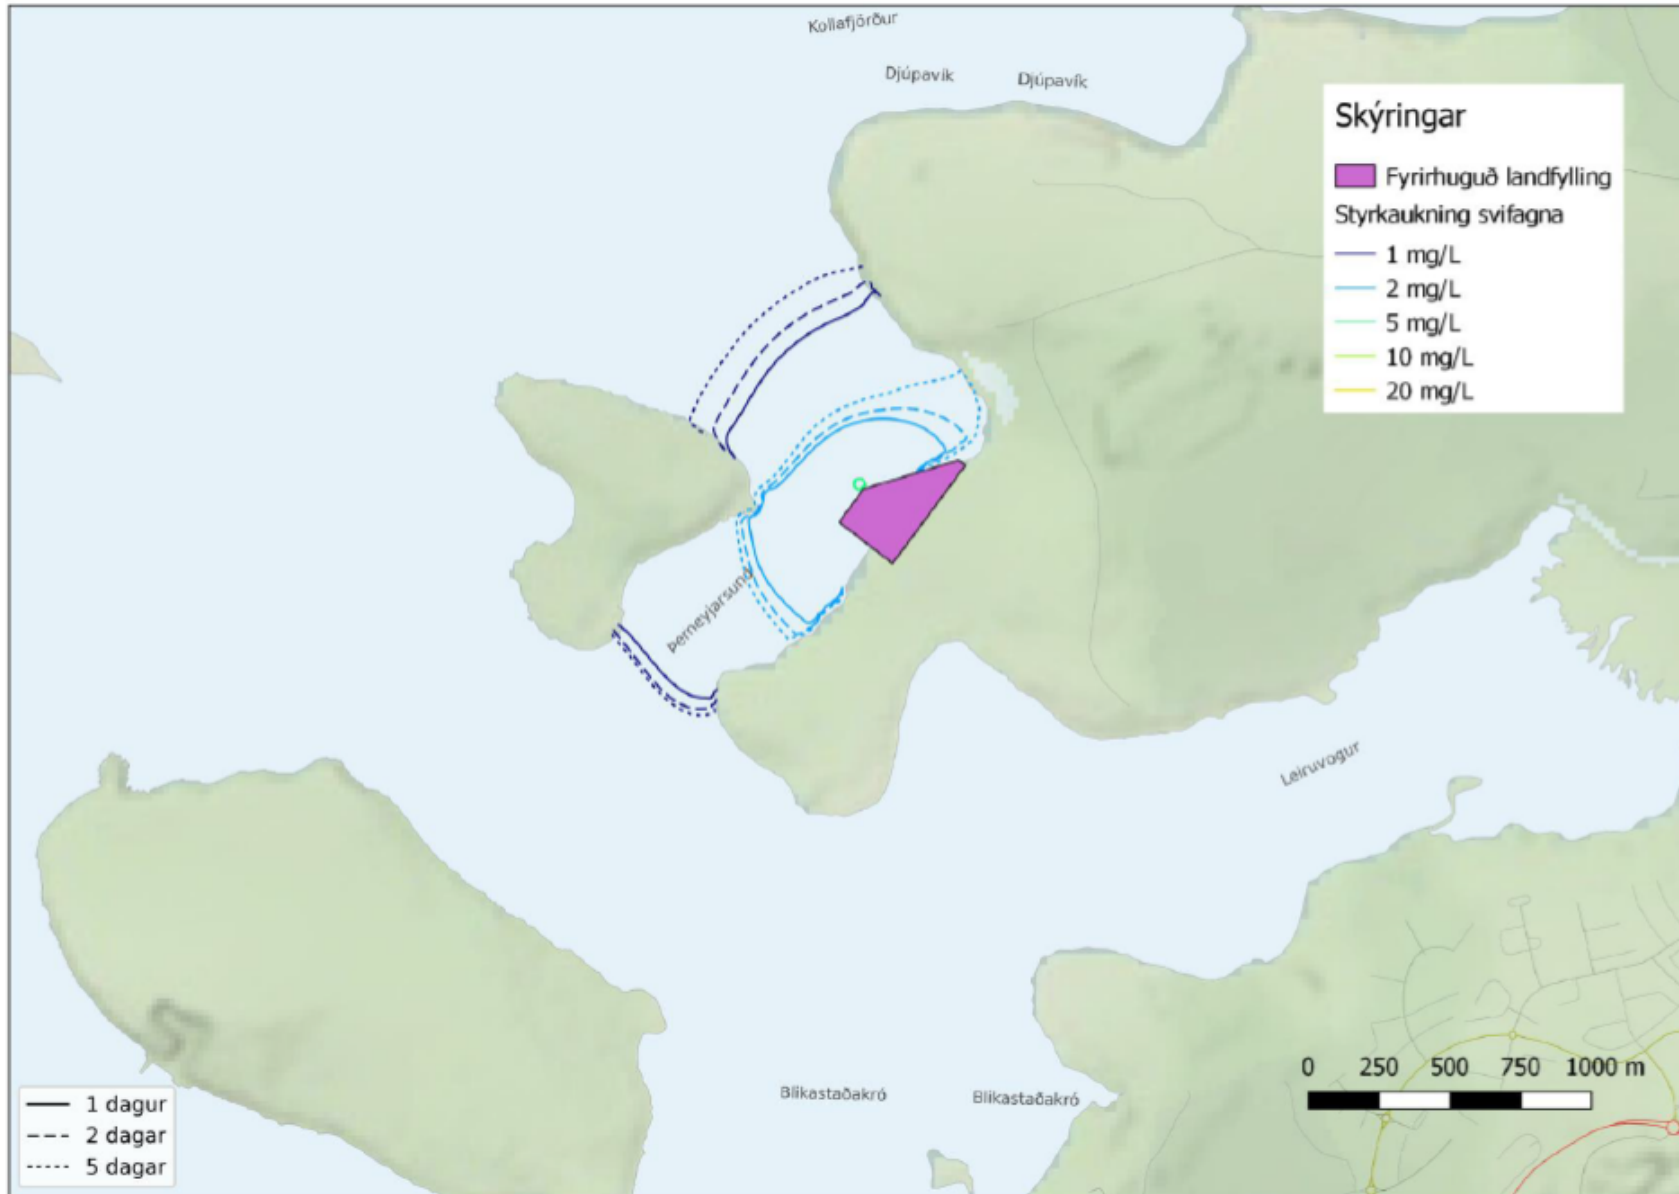 Kollafjörður
Djúpavík
Djúpavík
Skýringar
Fyrirhuguð landfylling
Styrkaukning svifagna
1 mg/L
2 mg/L
5 mg/L
10 mg/L
20 mg/L
Þerneyjarsund
Leiruvogur
0 250 500 750 1000 m
Blikastaðakró
Blikastaðakró
1 dagur
2 dagar
5 dagar